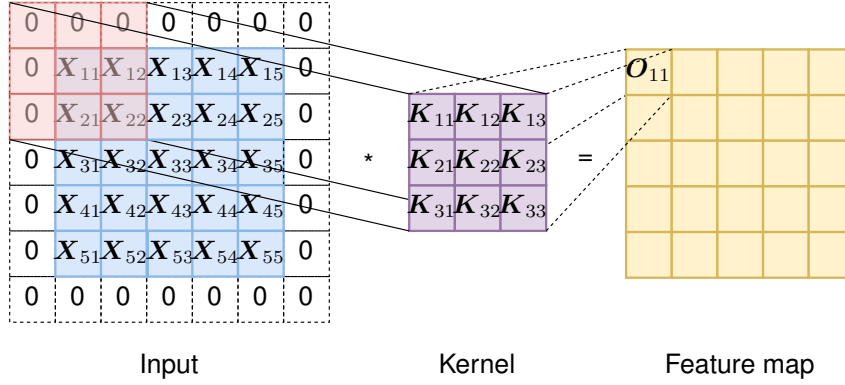 0 0 0 0 0 0 0
0 X₁₁ X₁₂ X₁₃ X₁₄ X₁₅ 0
0 X₂₁ X₂₂ X₂₃ X₂₄ X₂₅ 0
0 X₃₁ X₃₂ X₃₃ X₃₄ X₃₅ 0
0 X₄₁ X₄₂ X₄₃ X₄₄ X₄₅ 0
0 X₅₁ X₅₂ X₅₃ X₅₄ X₅₅ 0
0 0 0 0 0 0 0
*
K₁₁ K₁₂ K₁₃
K₂₁ K₂₂ K₂₃
K₃₁ K₃₂ K₃₃
=
O₁₁
Input
Kernel
Feature map